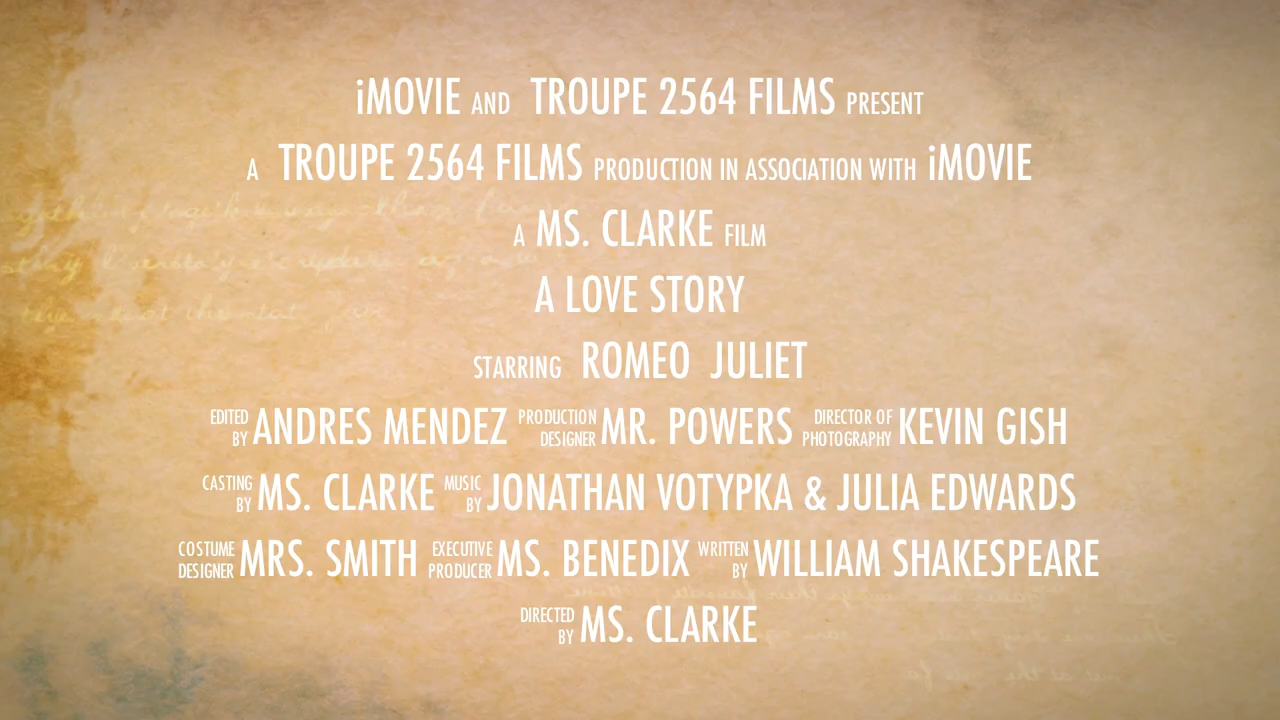 iMOVIE AND TROUPE 2564 FILMS PRESENT
A TROUPE 2564 FILMS PRODUCTION IN ASSOCIATION WITH iMOVIE
A MS. CLARKE FILM
A LOVE STORY
STARRING ROMEO JULIET
EDITED BY ANDRES MENDEZ PRODUCTION DESIGNER MR. POWERS DIRECTOR OF PHOTOGRAPHY KEVIN GISH
CASTING BY MS. CLARKE MUSIC BY JONATHAN VOTYPKA & JULIA EDWARDS
COSTUME DESIGNER MRS. SMITH EXECUTIVE PRODUCER MS. BENEDIX WRITTEN BY WILLIAM SHAKESPEARE
DIRECTED BY MS. CLARKE